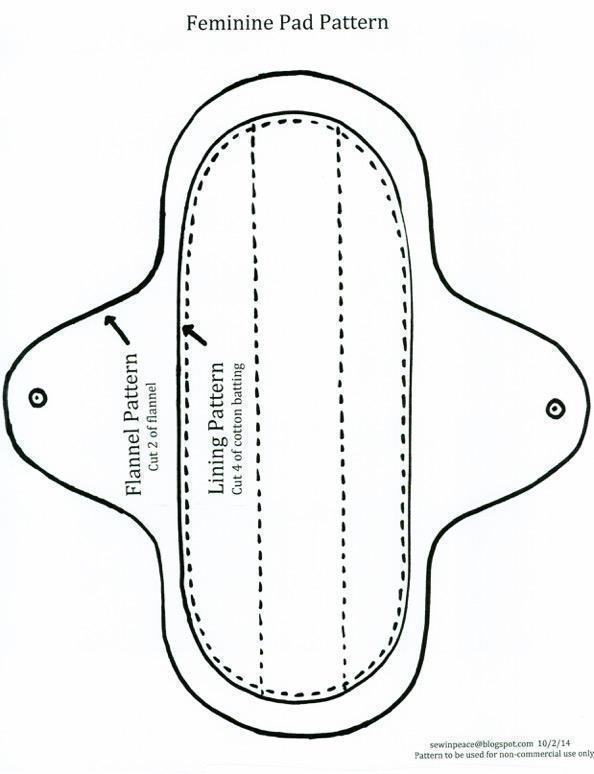 Feminine Pad Pattern
Flannel Pattern
Cut 2 of flannel
Lining Pattern
Cut 4 of cotton batting
sewinpeace@blogspot.com 10/2/14
Pattern to be used for non-commercial use only